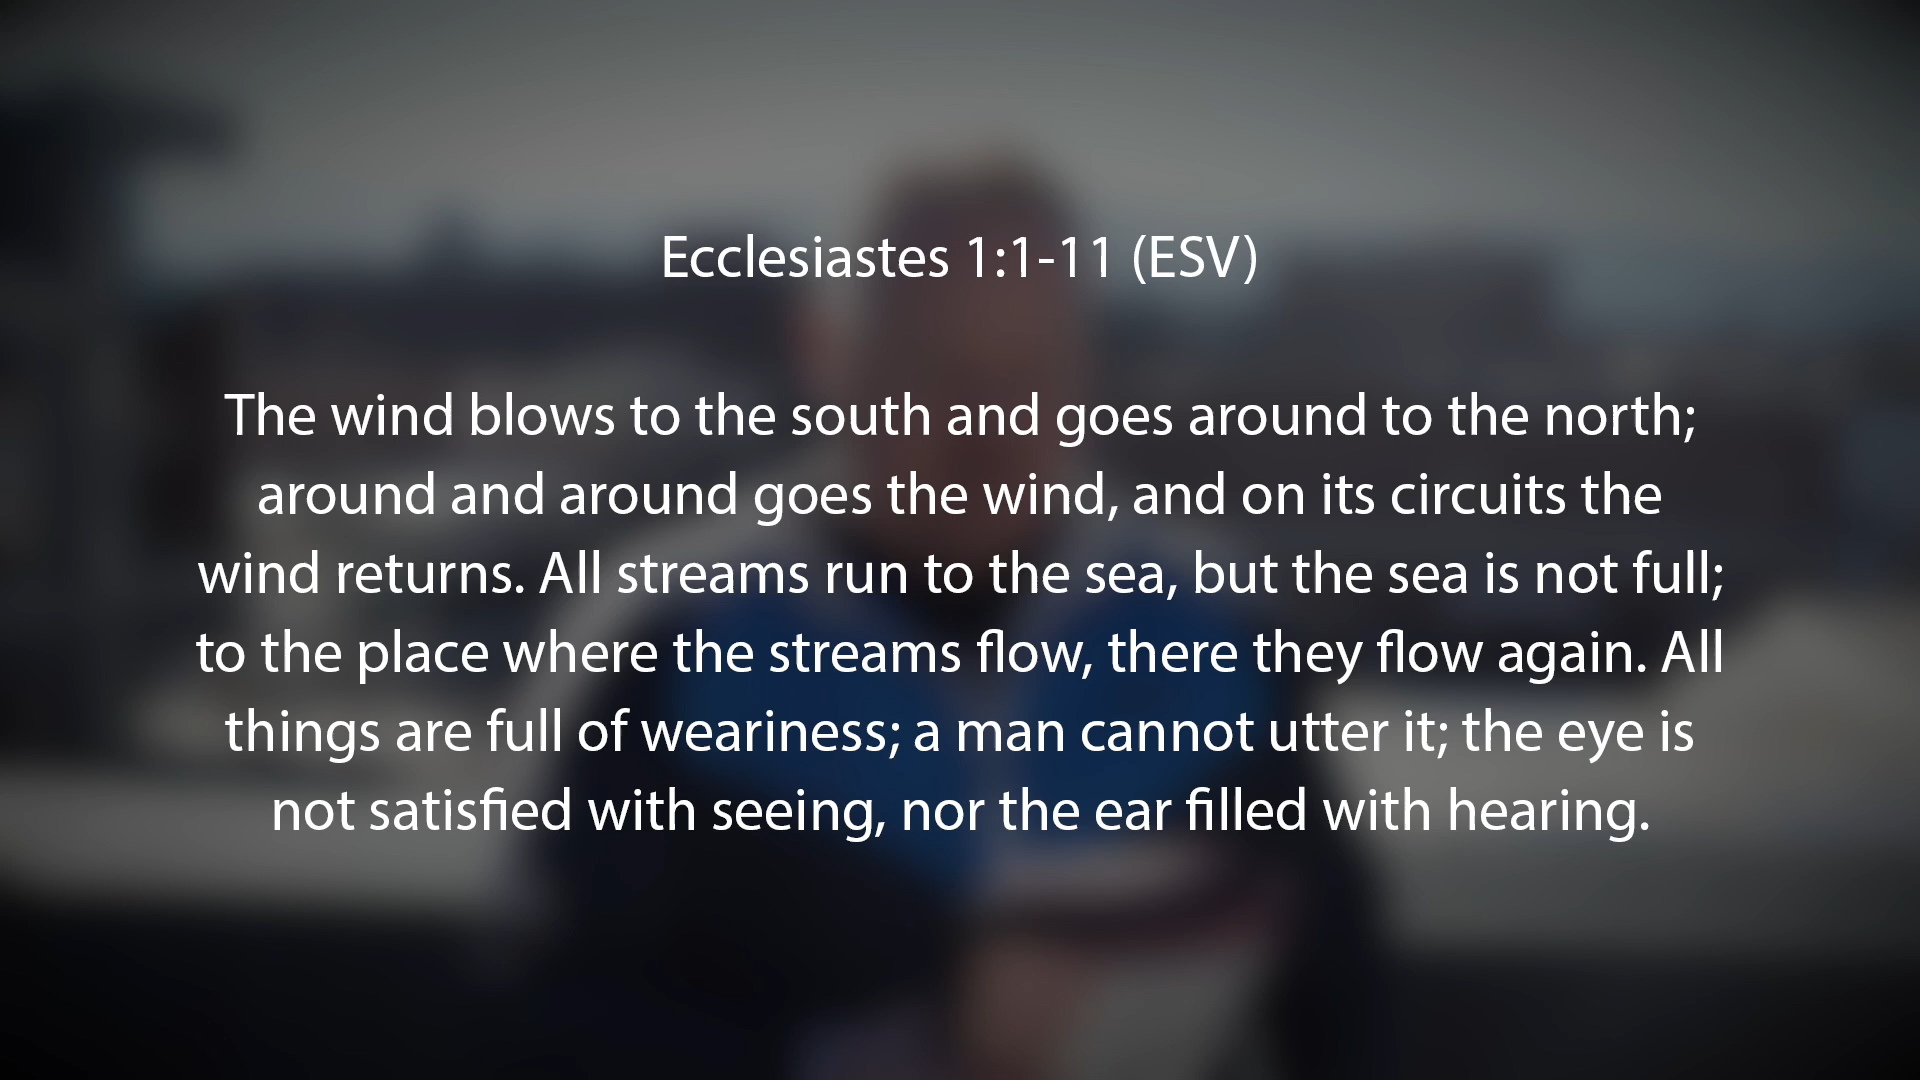 Ecclesiastes 1:1-11 (ESV)
The wind blows to the south and goes around to the north;
around and around goes the wind, and on its circuits the
wind returns. All streams run to the sea, but the sea is not full;
to the place where the streams flow, there they flow again. All
things are full of weariness; a man cannot utter it; the eye is
not satisfied with seeing, nor the ear filled with hearing.